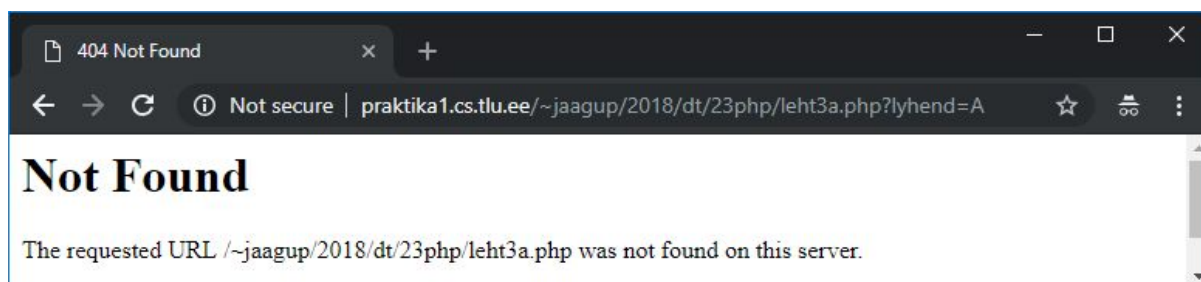 404 Not Found
Not secure | praktika1.cs.tlu.ee/~jaagup/2018/dt/23php/leht3a.php?lyhend=A
Not Found
The requested URL /~jaagup/2018/dt/23php/leht3a.php was not found on this server.